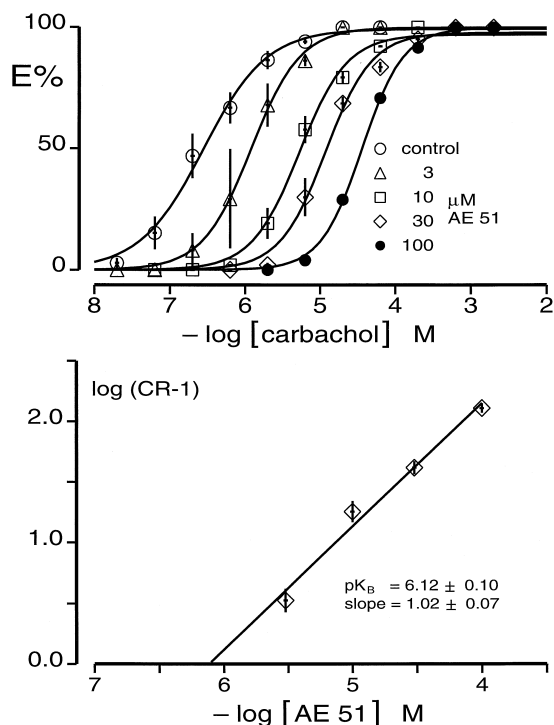 100
E%
50
0
control
3
10 μM
30 AE 51
100
8 7 6 5 4 3 2
– log [carbachol] M
log (CR-1)
2.0
1.0
0.0
pK_B = 6.12 ± 0.10
slope = 1.02 ± 0.07
7 6 5 4
– log [AE 51] M